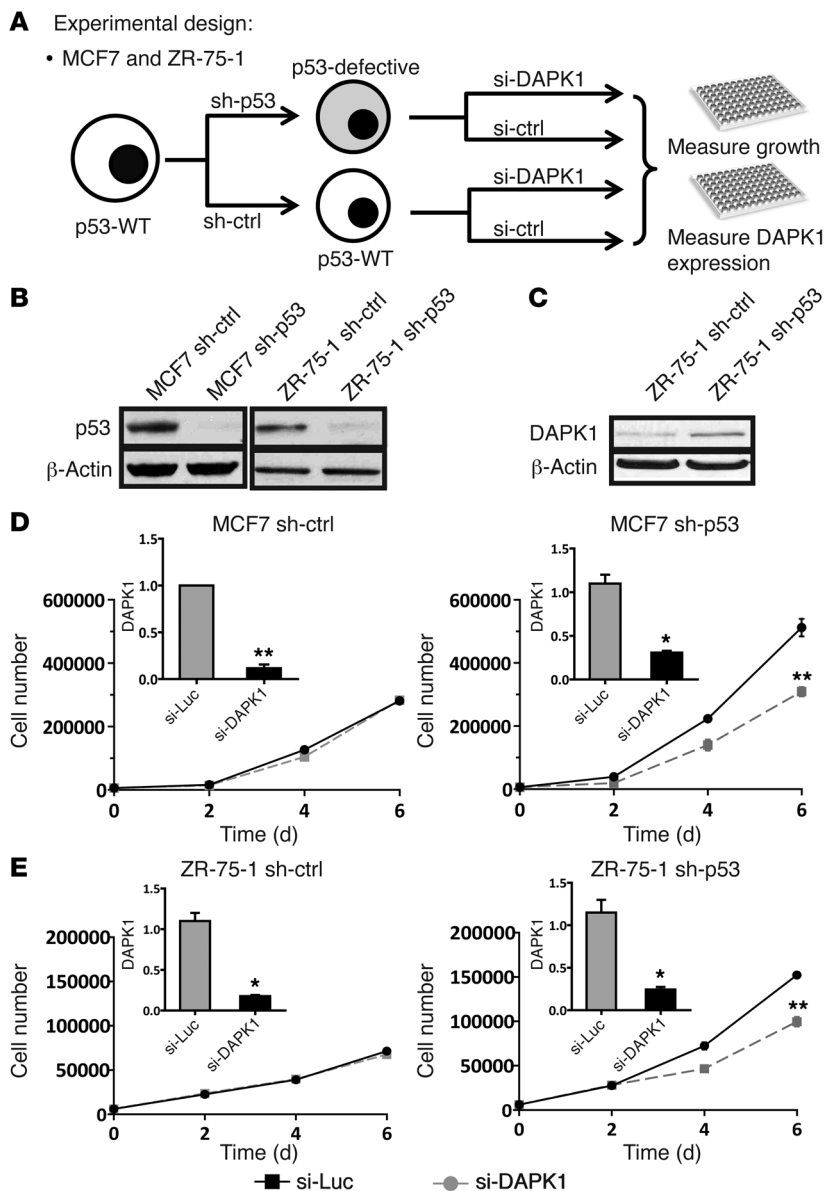 A Experimental design:
• MCF7 and ZR-75-1
p53-WT
sh-p53
sh-ctrl
p53-defective
p53-WT
si-DAPK1
si-ctrl
si-DAPK1
si-ctrl
Measure growth
Measure DAPK1
expression
B
MCF7 sh-ctrl
MCF7 sh-p53
ZR-75-1 sh-ctrl
ZR-75-1 sh-p53
p53
β-Actin
C
ZR-75-1 sh-ctrl
ZR-75-1 sh-p53
DAPK1
β-Actin
D
MCF7 sh-ctrl
Cell number
600000
400000
200000
0
0 2 4 6
Time (d)
DAPK1
1.5
1.0
0.5
0.0
**
si-Luc
si-DAPK1
MCF7 sh-p53
Cell number
600000
400000
200000
0
0 2 4 6
Time (d)
**
DAPK1
1.5
1.0
0.5
0.0
*
si-Luc
si-DAPK1
E
ZR-75-1 sh-ctrl
Cell number
200000
150000
100000
50000
0
0 2 4 6
Time (d)
DAPK1
1.5
1.0
0.5
0.0
*
si-Luc
si-DAPK1
ZR-75-1 sh-p53
Cell number
200000
150000
100000
50000
0
0 2 4 6
Time (d)
**
DAPK1
1.5
1.0
0.5
0.0
*
si-Luc
si-DAPK1
si-Luc
si-DAPK1